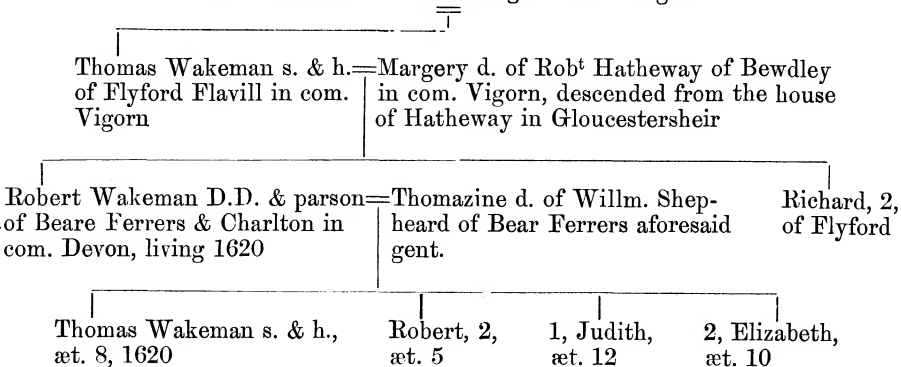 Thomas Wakeman s. & h.=Margery d. of Robt Hatheway of Bewdley
of Flyford Flavill in com. in com. Vigorn, descended from the house
Vigorn of Hatheway in Gloucestersheir
Robert Wakeman D.D. & parson=Thomazine d. of Willm. Shep- Richard, 2,
of Beare Ferrers & Charlton in heard of Bear Ferrers aforesaid of Flyford
com. Devon, living 1620 gent.
Thomas Wakeman s. & h., Robert, 2, 1, Judith, 2, Elizabeth,
æt. 8, 1620 æt. 5 æt. 12 æt. 10